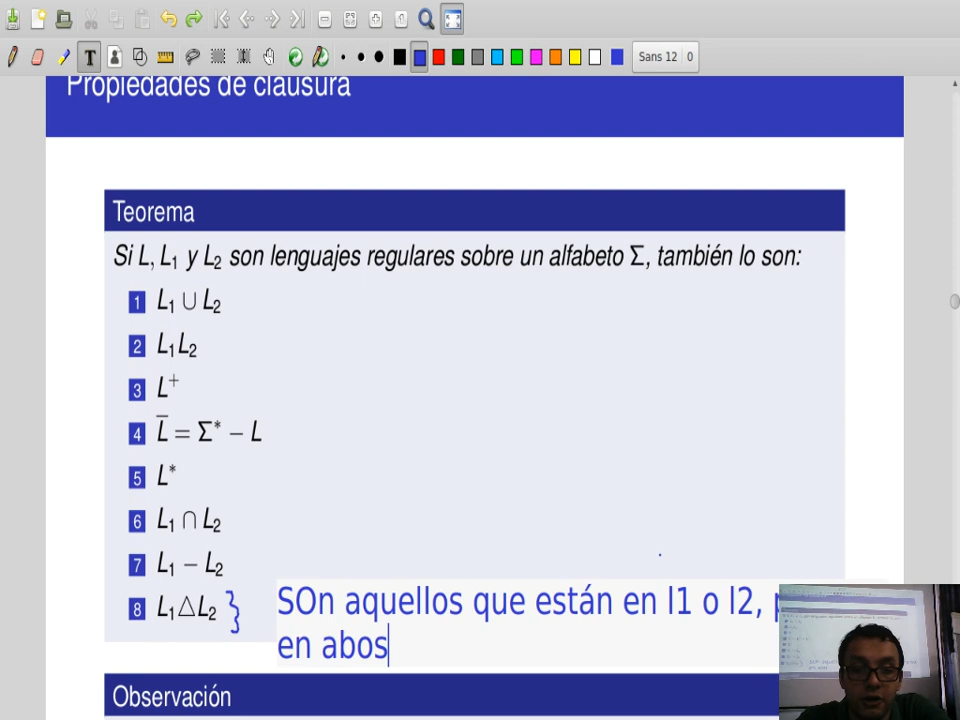 Sans 12 0
Propiedades de clausura
Teorema
Si L, L₁ y L₂ son lenguajes regulares sobre un alfabeto Σ, también lo son:
1 L₁ ∪ L₂
2 L₁L₂
3 L⁺
4 L̅ = Σ* − L
5 L*
6 L₁ ∩ L₂
7 L₁ − L₂
8 L₁△L₂
SOn aquellos que están en l1 o l2,
en abos
Observación